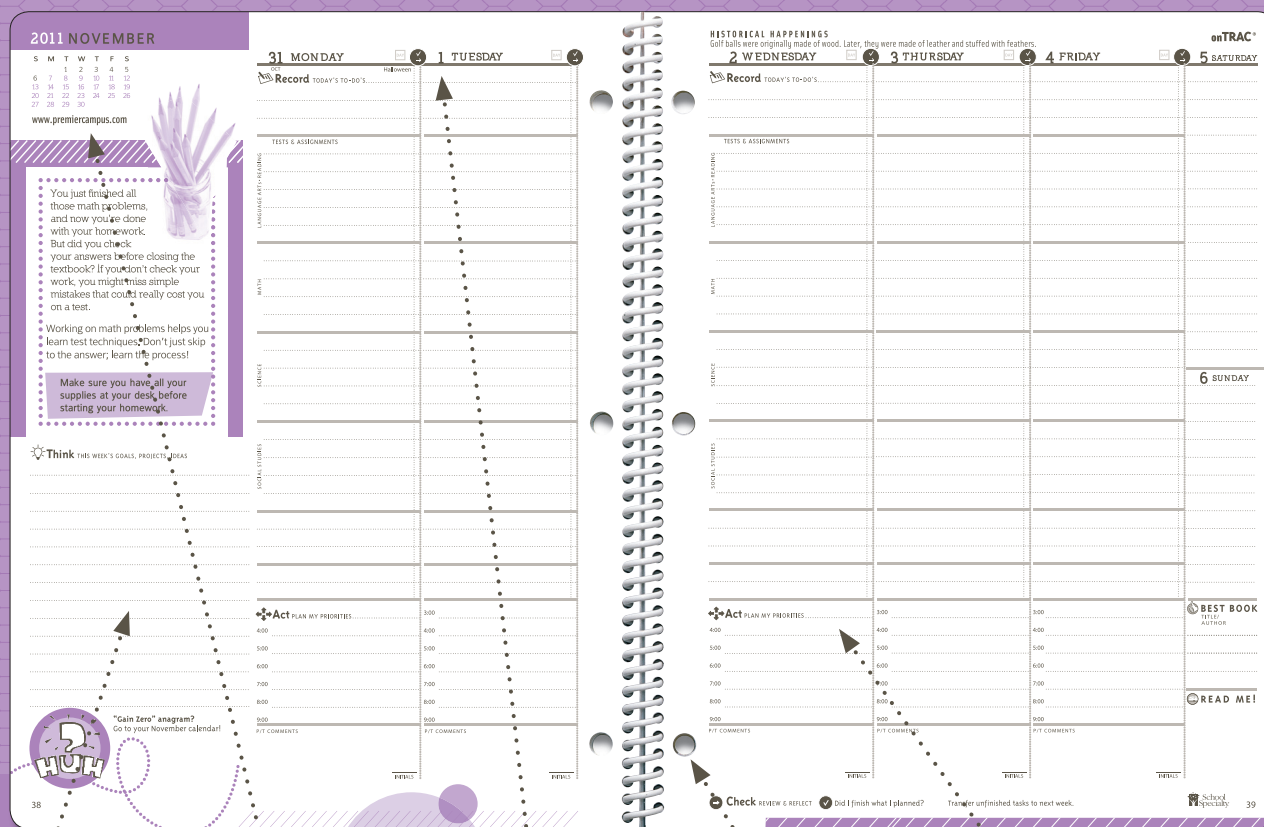 2011 NOVEMBER
S M T W T F S
1 2 3 4 5
6 7 8 9 10 11 12
13 14 15 16 17 18 19
20 21 22 23 24 25 26
27 28 29 30
www.premiercampus.com
You just finished all
those math problems,
and now you're done
with your homework.
But did you check
your answers before closing the
textbook? If you don't check your
work, you might miss simple
mistakes that could really cost you
on a test.
Working on math problems helps you
learn test techniques. Don't just skip
to the answer; learn the process!
Make sure you have all your
supplies at your desk before
starting your homework.
Think THIS WEEK'S GOALS, PROJECTS, IDEAS
?
HUH
"Gain Zero" anagram?
Go to your November calendar!
38
31 MONDAY
OCT Halloween
1 TUESDAY
Record TODAY'S TO-DO'S
TESTS & ASSIGNMENTS
LANGUAGE ARTS•READING
MATH
SCIENCE
SOCIAL STUDIES
Act PLAN MY PRIORITIES
3:00
4:00 4:00
5:00 5:00
6:00 6:00
7:00 7:00
8:00 8:00
9:00 9:00
P/T COMMENTS P/T COMMENTS
INITIALS INITIALS
HISTORICAL HAPPENINGS
Golf balls were originally made of wood. Later, they were made of leather and stuffed with feathers.
onTRAC®
2 WEDNESDAY
3 THURSDAY
4 FRIDAY
5 SATURDAY
Record TODAY'S TO-DO'S
TESTS & ASSIGNMENTS
LANGUAGE ARTS•READING
MATH
SCIENCE
SOCIAL STUDIES
6 SUNDAY
Act PLAN MY PRIORITIES
3:00 3:00
4:00 4:00 4:00
5:00 5:00 5:00
6:00 6:00 6:00
7:00 7:00 7:00
8:00 8:00 8:00
9:00 9:00 9:00
P/T COMMENTS P/T COMMENTS P/T COMMENTS
INITIALS INITIALS INITIALS
BEST BOOK
TITLE/
AUTHOR
READ ME!
Check REVIEW & REFLECT Did I finish what I planned? Transfer unfinished tasks to next week.
School
Specialty
39